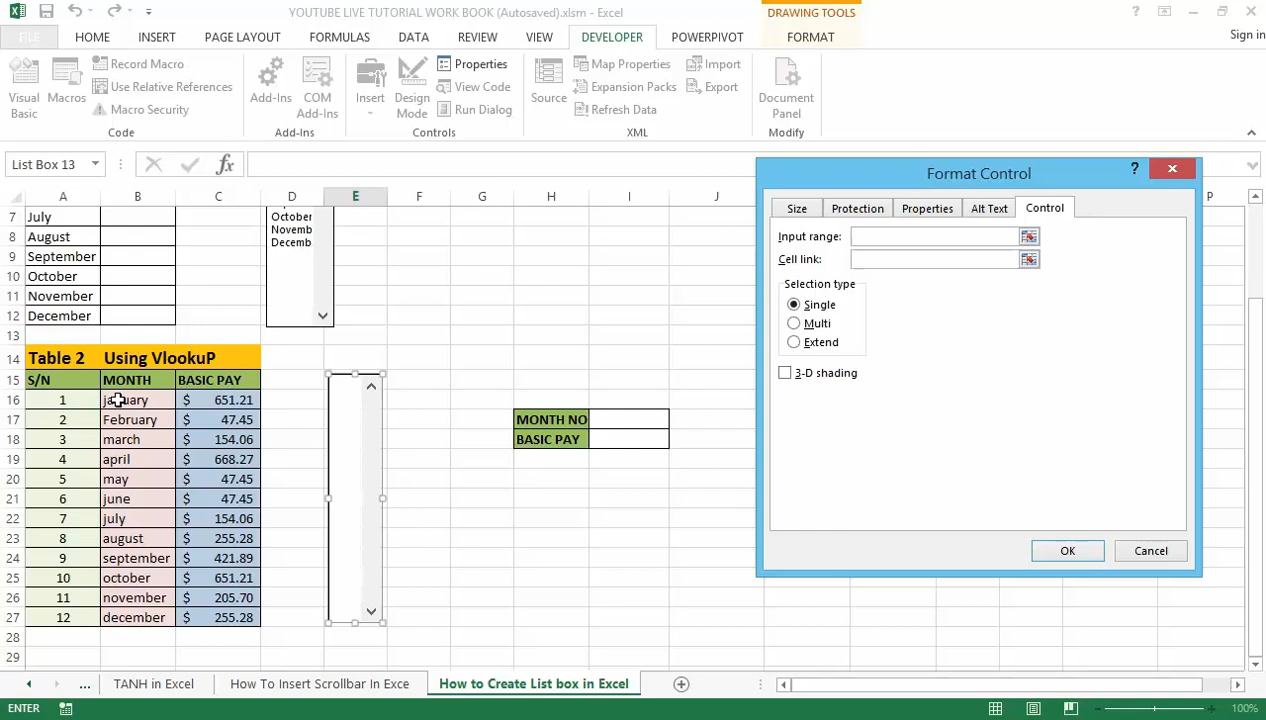 YOUTUBE LIVE TUTORIAL WORK BOOK (Autosaved).xlsm - Excel
DRAWING TOOLS
? 
Sign in
FILE HOME INSERT PAGE LAYOUT FORMULAS DATA REVIEW VIEW DEVELOPER POWERPIVOT FORMAT
Visual Basic
Macros
Record Macro
Use Relative References
Macro Security
Code
Add-Ins
COM Add-Ins
Add-Ins
Insert
Design Mode
Properties
View Code
Run Dialog
Controls
Source
Map Properties
Expansion Packs
Refresh Data
Import
Export
XML
Document Panel
Modify
List Box 13
fx
A B C D E F G H I J P
7 July October
Novemb
8 August Decemb
9 September
10 October
11 November
12 December
13
14 Table 2 Using VlookuP
15 S/N MONTH BASIC PAY
16 1 january $ 651.21
17 2 February $ 47.45 MONTH NO
18 3 march $ 154.06 BASIC PAY
19 4 april $ 668.27
20 5 may $ 47.45
21 6 june $ 47.45
22 7 july $ 154.06
23 8 august $ 255.28
24 9 september $ 421.89
25 10 october $ 651.21
26 11 november $ 205.70
27 12 december $ 255.28
28
29
Format Control
?
Size Protection Properties Alt Text Control
Input range:
Cell link:
Selection type
Single
Multi
Extend
3-D shading
OK Cancel
... TANH in Excel How To Insert Scrollbar In Exce How to Create List box in Excel
ENTER 100%